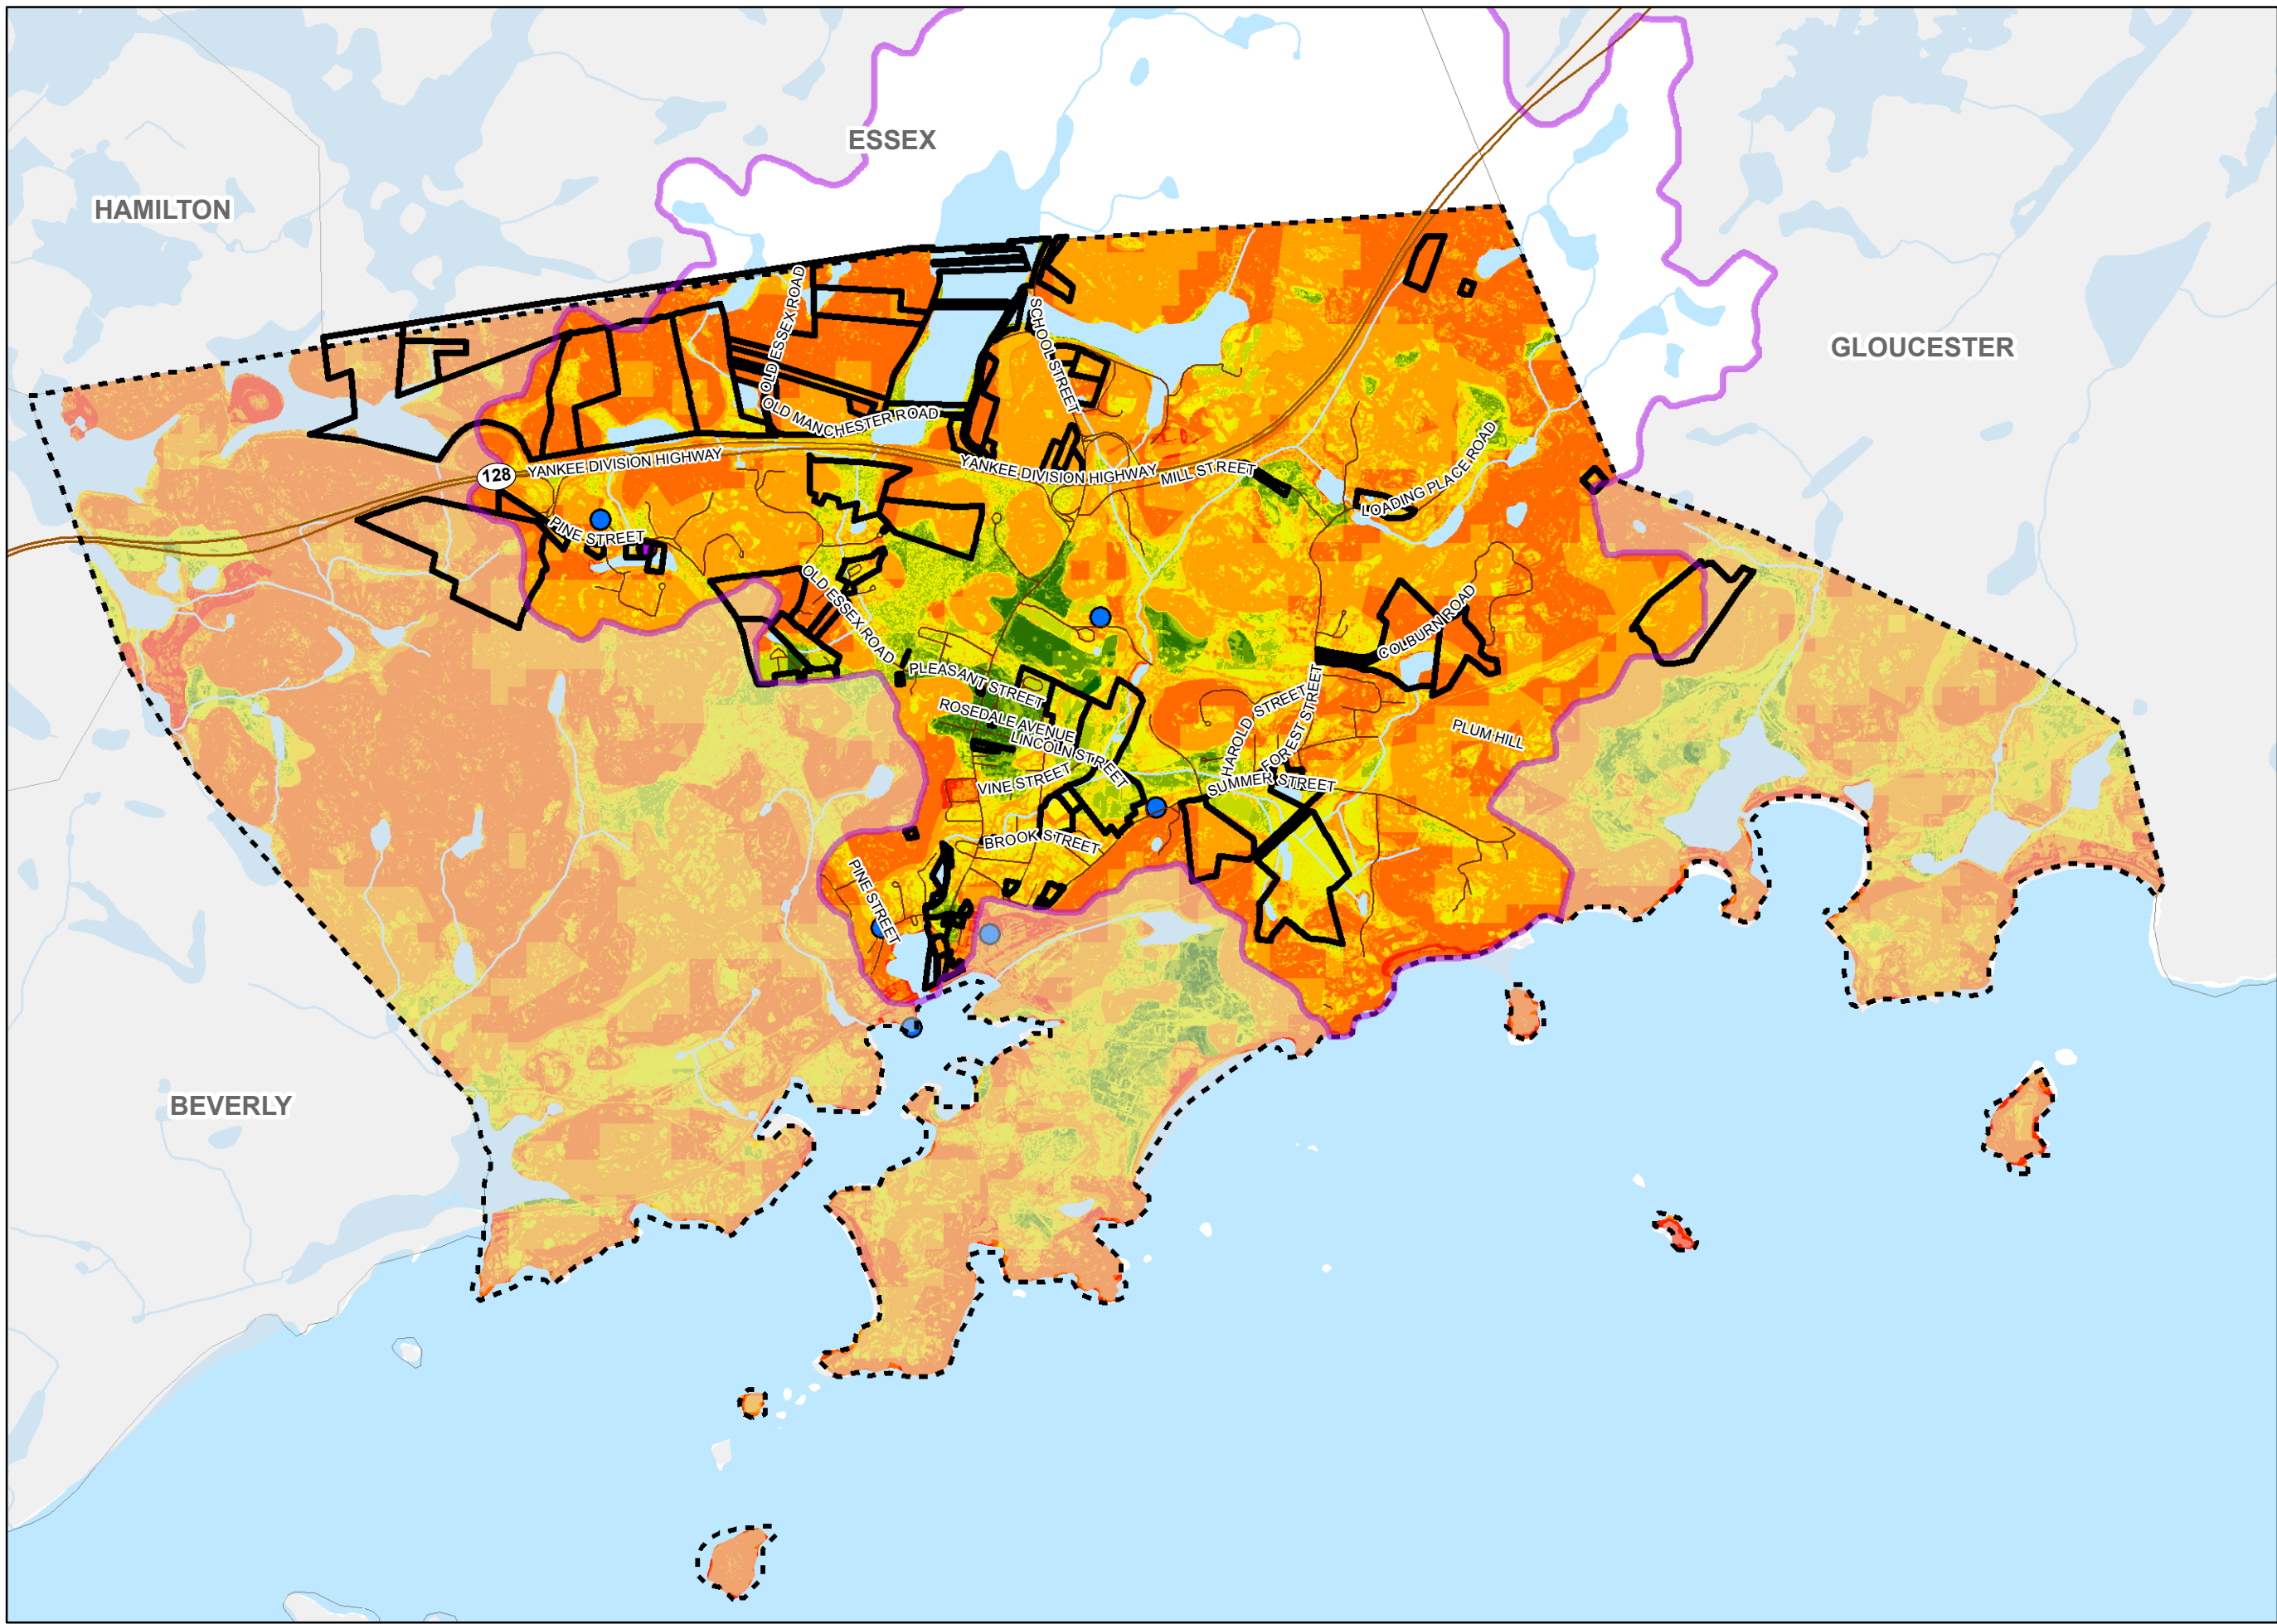 ESSEX
HAMILTON
GLOUCESTER
OLD ESSEX ROAD
SCHOOL STREET
OLD MANCHESTER ROAD
128
YANKEE DIVISION HIGHWAY
YANKEE DIVISION HIGHWAY
MILL STREET
LOADING PLACE ROAD
PINE STREET
OLD ESSEX ROAD
COLBURN ROAD
PLEASANT STREET
ROSEDALE AVENUE
LINCOLN STREET
HAROLD STREET
FOREST STREET
PLUM HILL
VINE STREET
SUMMER STREET
BROOK STREET
PINE STREET
BEVERLY